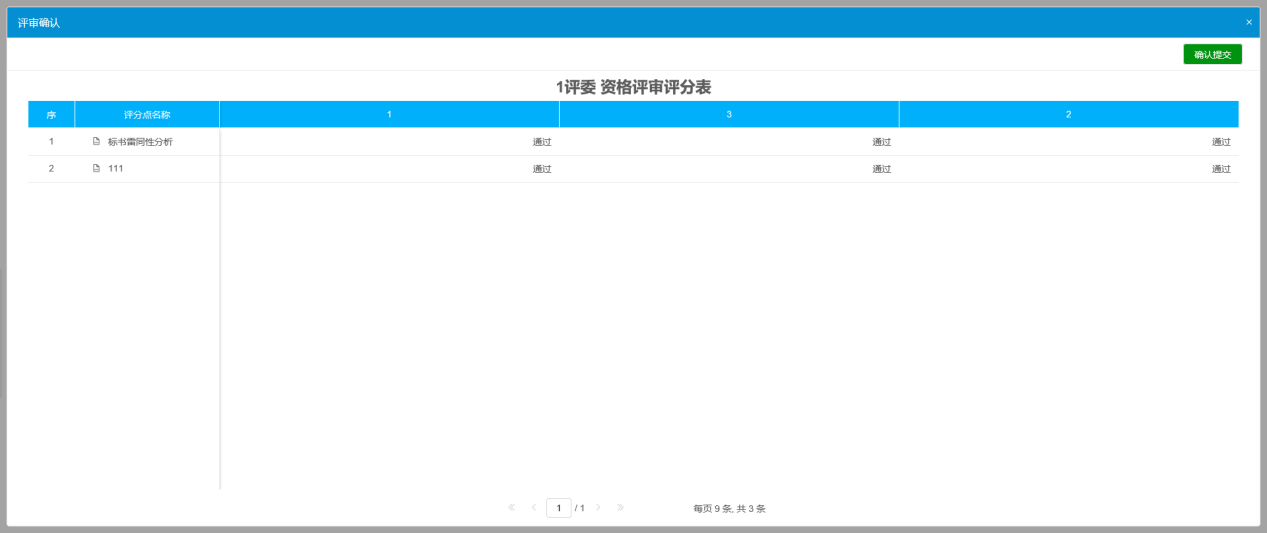 评审确认 ×
确认提交
1评委 资格评审评分表
序 评分点名称 1 3 2
1 标书雷同性分析 通过 通过 通过
2 111 通过 通过 通过
1 / 1 每页 9 条, 共 3 条